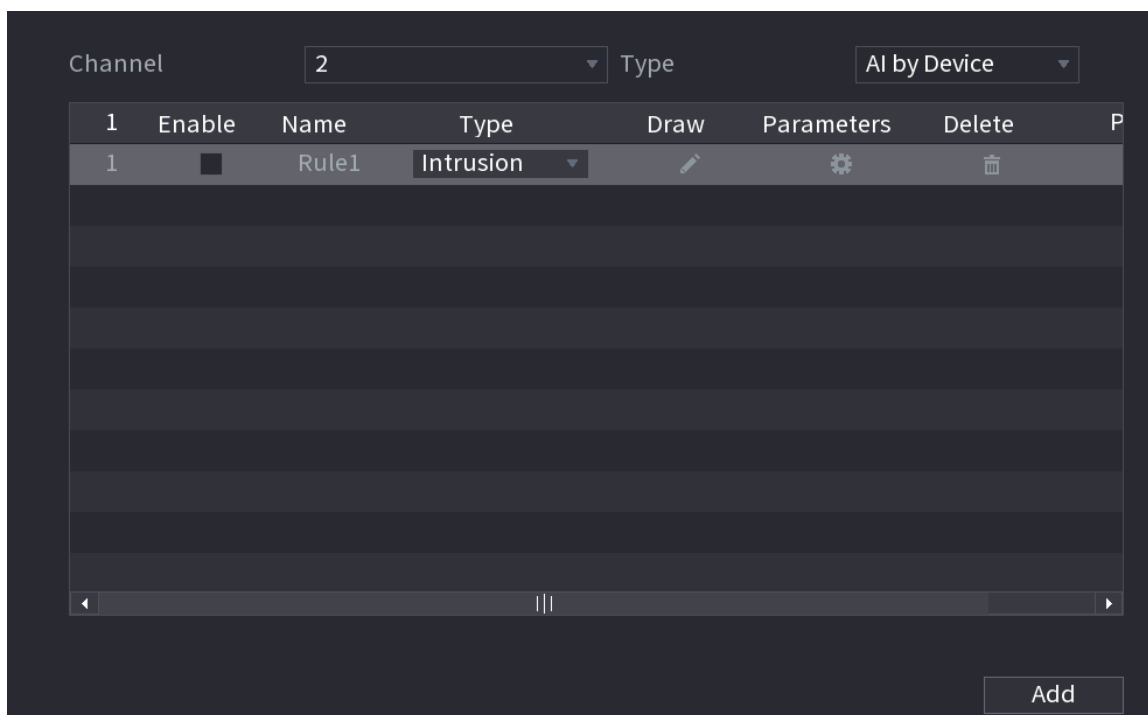 Channel 2 Type AI by Device
1 Enable Name Type Draw Parameters Delete P
1 Rule1 Intrusion
Add